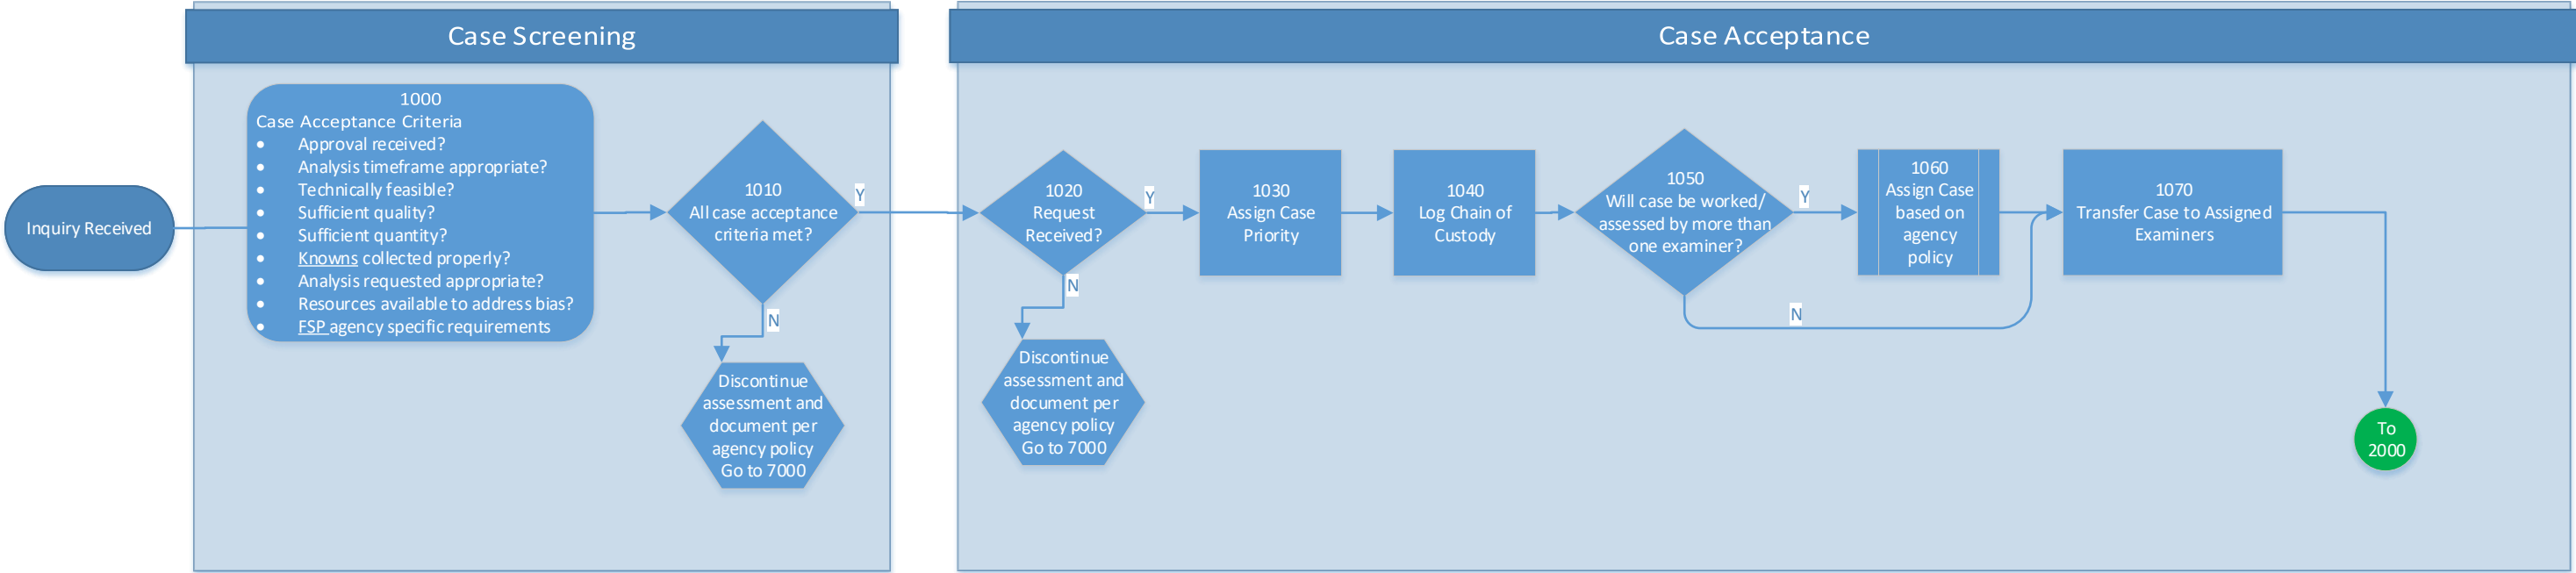 Case Screening
Case Acceptance
Inquiry Received
1000
Case Acceptance Criteria
• Approval received?
• Analysis timeframe appropriate?
• Technically feasible?
• Sufficient quality?
• Sufficient quantity?
• Knowns collected properly?
• Analysis requested appropriate?
• Resources available to address bias?
• FSP agency specific requirements
1010
All case acceptance
criteria met?
Y
N
Discontinue
assessment and
document per
agency policy
Go to 7000
1020
Request
Received?
Y
N
Discontinue
assessment and
document per
agency policy
Go to 7000
1030
Assign Case
Priority
1040
Log Chain of
Custody
1050
Will case be worked/
assessed by more than
one examiner?
Y
N
1060
Assign Case
based on
agency
policy
1070
Transfer Case to Assigned
Examiners
To
2000